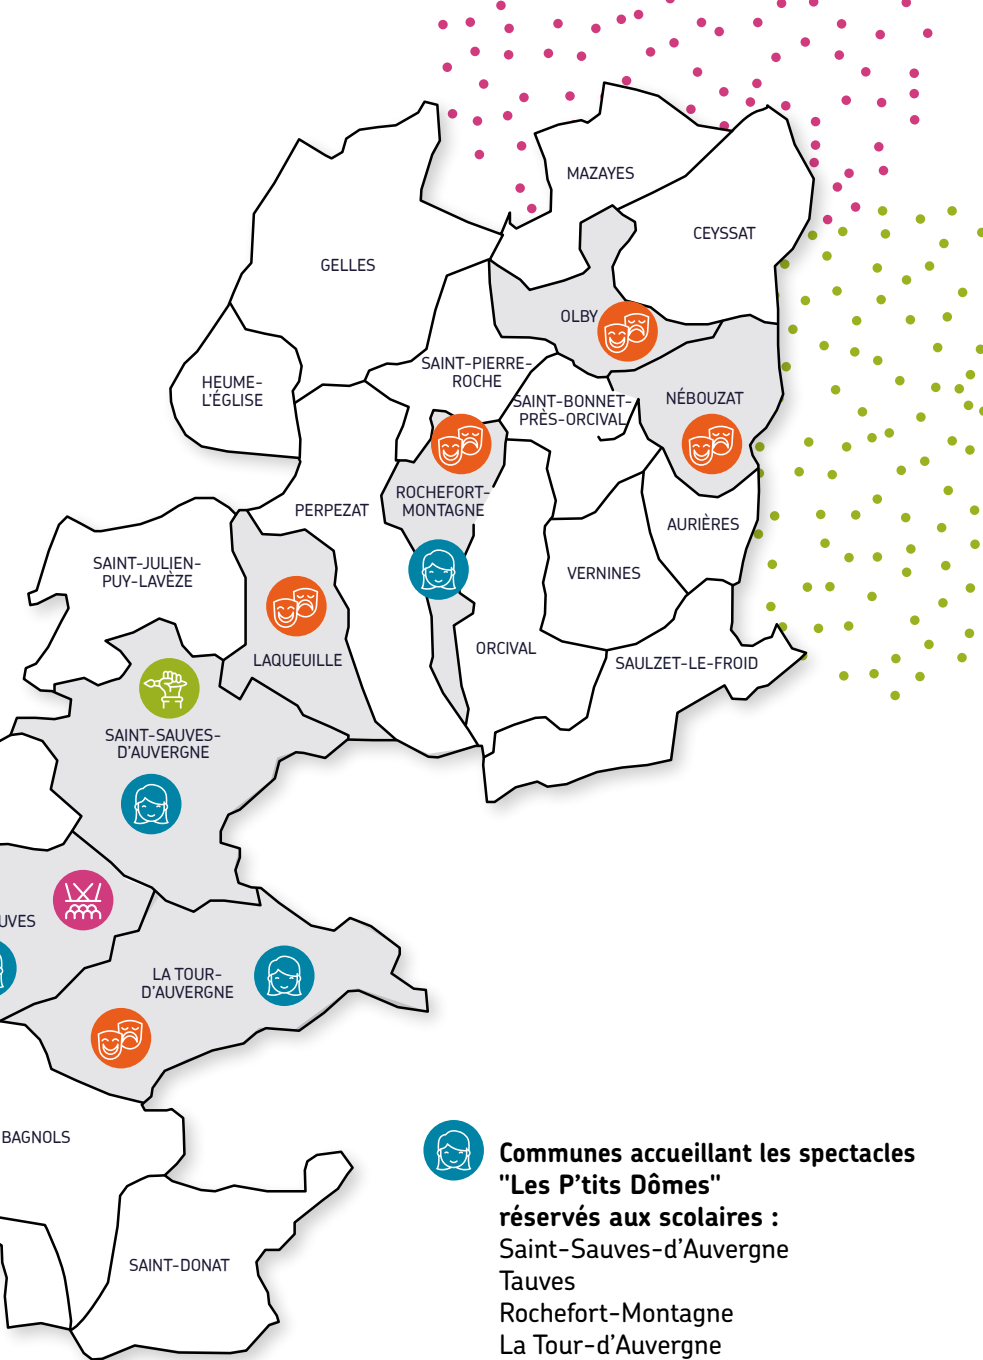 MAZAYES
CEYSSAT
GELLES
OLBY
SAINT-PIERRE-
ROCHE
HEUME-
L'ÉGLISE
SAINT-BONNET-
PRÈS-ORCIVAL
NÉBOUZAT
ROCHEFORT-
MONTAGNE
PERPEZAT
AURIÈRES
SAINT-JULIEN-
PUY-LAVÈZE
VERNINES
ORCIVAL
LAQUEUILLE
SAULZET-LE-FROID
SAINT-SAUVES-
D'AUVERGNE
UVES
LA TOUR-
D'AUVERGNE
BAGNOLS
SAINT-DONAT
Communes accueillant les spectacles
"Les P'tits Dômes"
réservés aux scolaires :
Saint-Sauves-d'Auvergne
Tauves
Rochefort-Montagne
La Tour-d'Auvergne